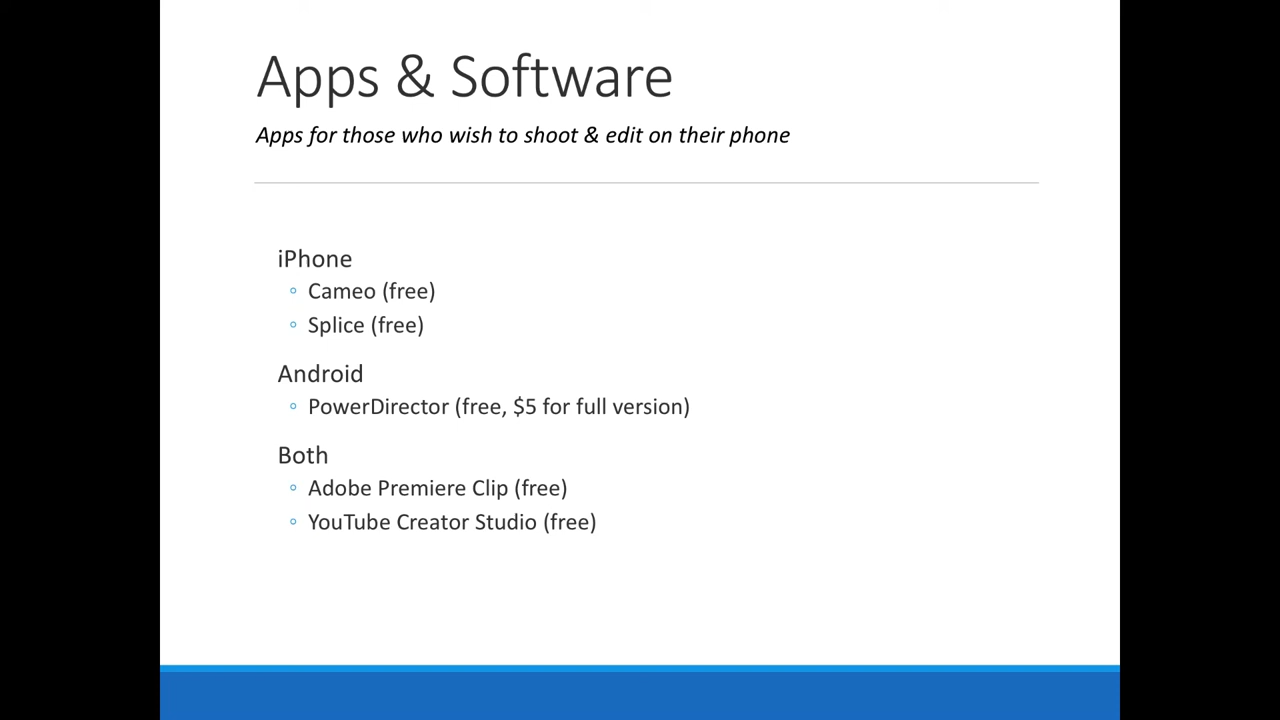 Apps & Software
Apps for those who wish to shoot & edit on their phone
iPhone
◦ Cameo (free)
◦ Splice (free)
Android
◦ PowerDirector (free, $5 for full version)
Both
◦ Adobe Premiere Clip (free)
◦ YouTube Creator Studio (free)